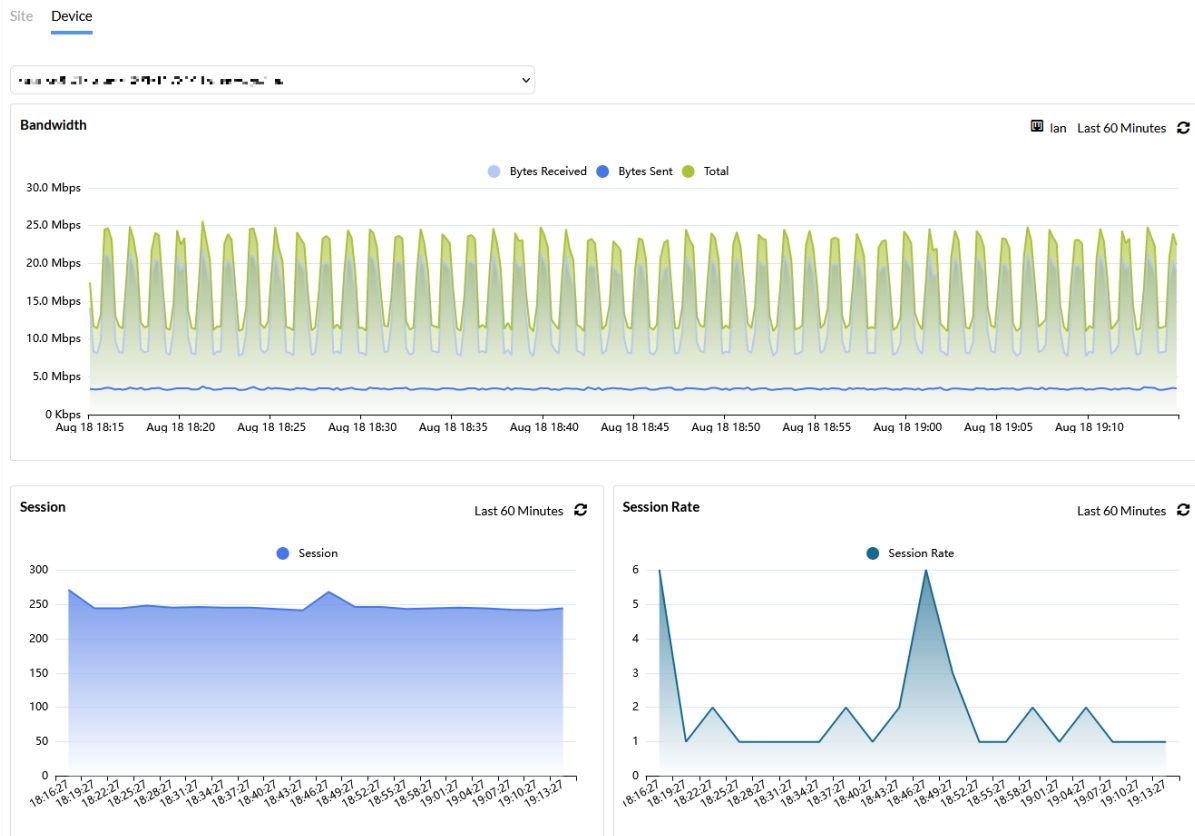 Site Device
Bandwidth
lan Last 60 Minutes
Bytes Received Bytes Sent Total
30.0 Mbps
25.0 Mbps
20.0 Mbps
15.0 Mbps
10.0 Mbps
5.0 Mbps
0 Kbps
Aug 18 18:15 Aug 18 18:20 Aug 18 18:25 Aug 18 18:30 Aug 18 18:35 Aug 18 18:40 Aug 18 18:45 Aug 18 18:50 Aug 18 18:55 Aug 18 19:00 Aug 18 19:05 Aug 18 19:10
Session
Last 60 Minutes
Session
300
250
200
150
100
50
0
18:16:27 18:19:27 18:22:27 18:25:27 18:28:27 18:31:27 18:34:27 18:37:27 18:40:27 18:43:27 18:46:27 18:49:27 18:52:27 18:55:27 18:58:27 19:01:27 19:04:27 19:07:27 19:10:27 19:13:27
Session Rate
Last 60 Minutes
Session Rate
6
5
4
3
2
1
0
18:16:27 18:19:27 18:22:27 18:25:27 18:28:27 18:31:27 18:34:27 18:37:27 18:40:27 18:43:27 18:46:27 18:49:27 18:52:27 18:55:27 18:58:27 19:01:27 19:04:27 19:07:27 19:10:27 19:13:27